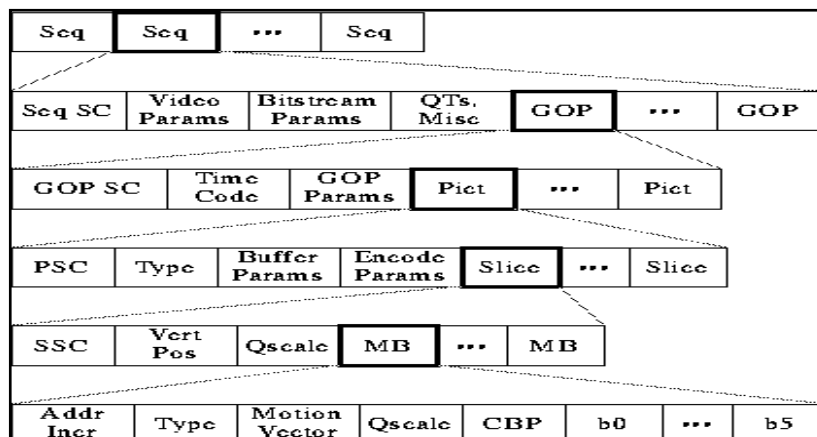 Seq Seq ... Seq
Seq SC Video Params Bitstream Params QTs, Misc GOP ... GOP
GOP SC Time Code GOP Params Pict ... Pict
PSC Type Buffer Params Encode Params Slice ... Slice
SSC Vert Pos Qscale MB ... MB
Addr Incr Type Motion Vector Qscale CBP b0 ... b5